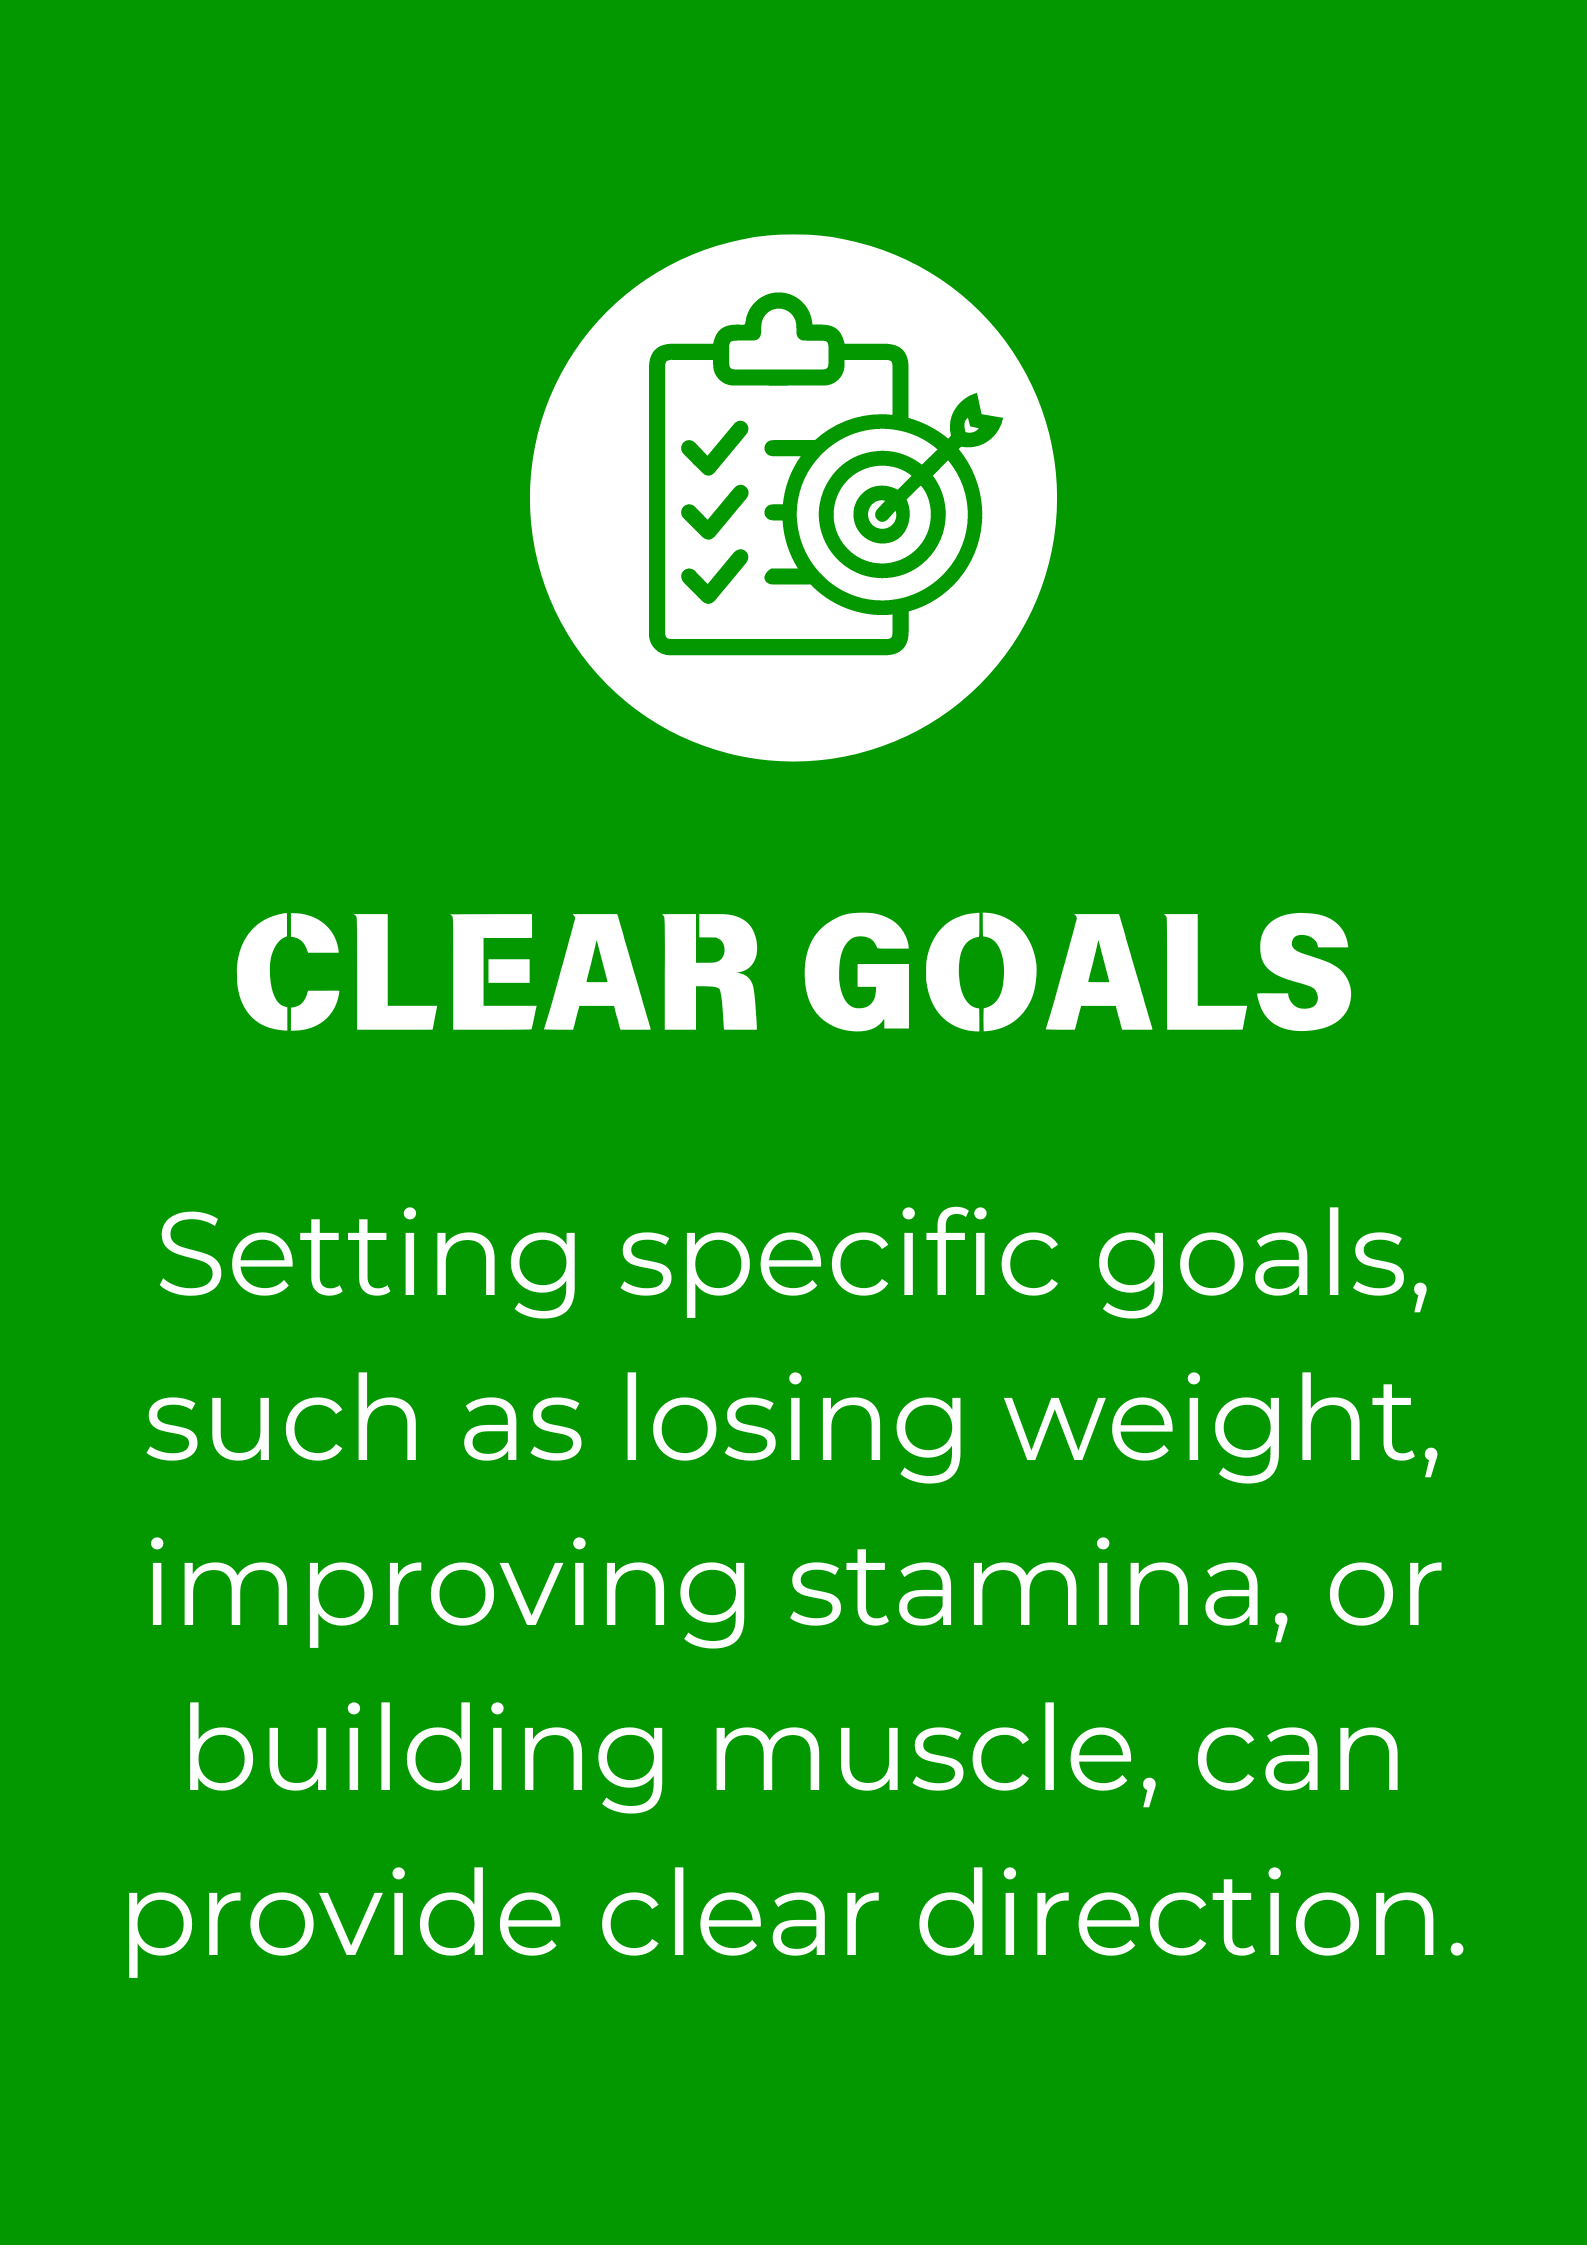 CLEAR GOALS
Setting specific goals,
such as losing weight,
improving stamina, or
building muscle, can
provide clear direction.